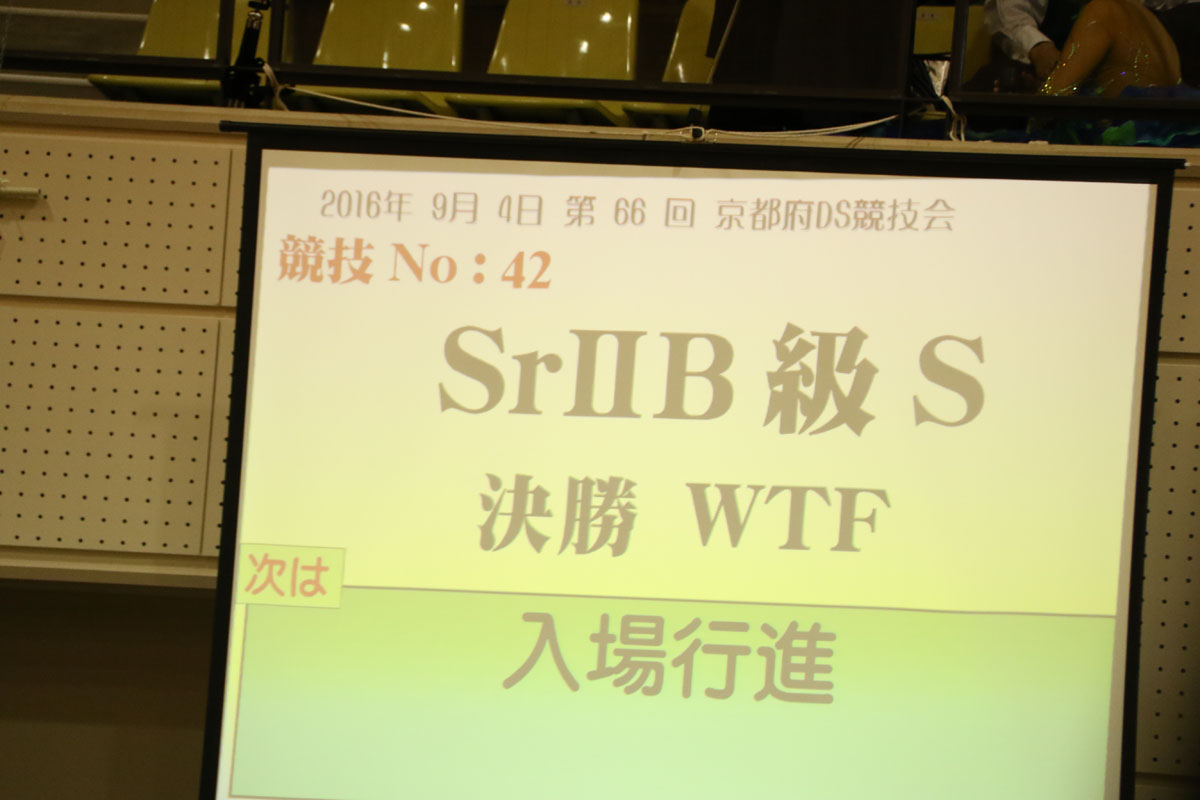 2016年 9月 4日 第 66 回 京都府DS競技会
競技 No：42
SrⅡB 級 S
決勝 WTF
次は
入場行進